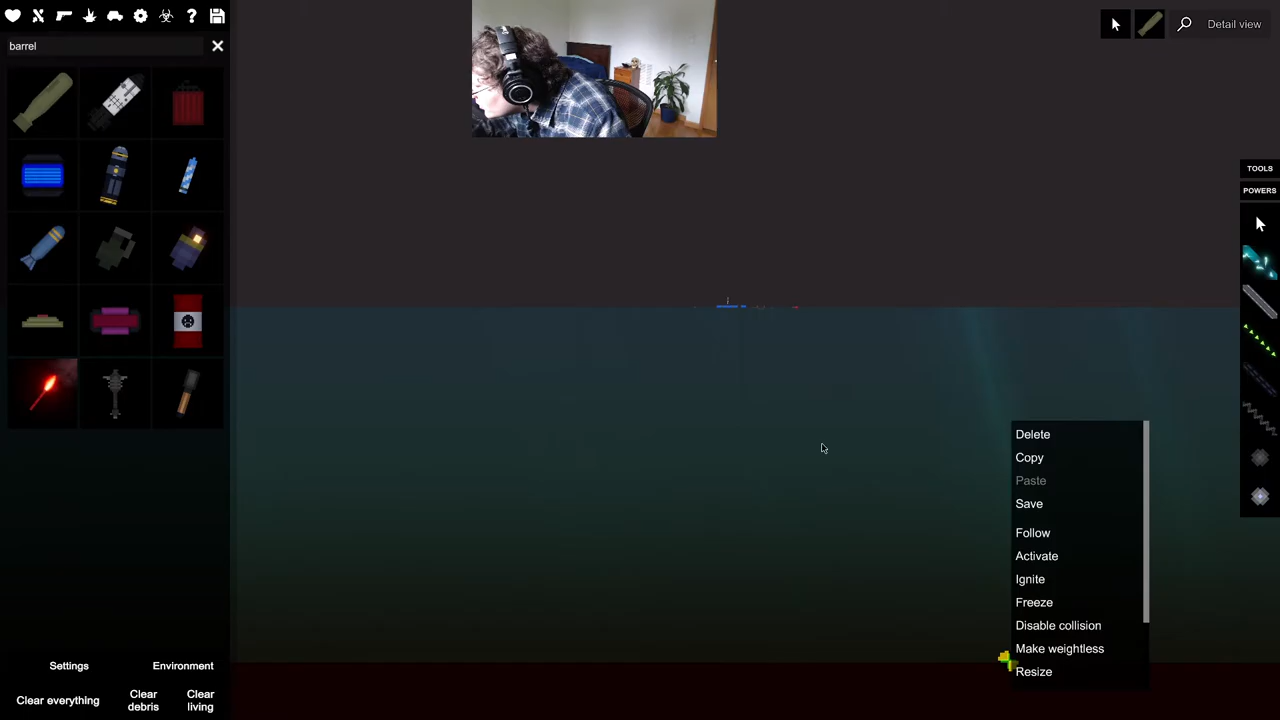 ?
barrel
Detail view
TOOLS
POWERS
Delete
Copy
Paste
Save
Follow
Activate
Ignite
Freeze
Disable collision
Make weightless
Resize
Settings
Environment
Clear everything
Clear
debris
Clear
living